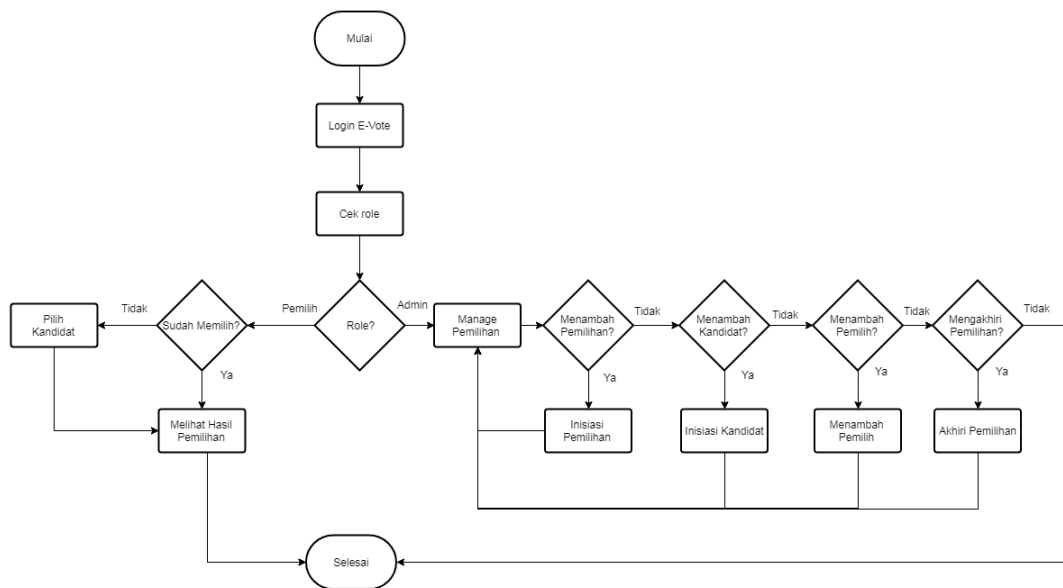 Mulai
Login E-Vote
Cek role
Tidak
Pemilih
Admin
Tidak
Tidak
Tidak
Tidak
Pilih
Kandidat
Sudah Memilih?
Role?
Manage
Pemilihan
Menambah
Pemilihan?
Menambah
Kandidat?
Menambah
Pemilih?
Mengakhiri
Pemilihan?
Ya
Ya
Ya
Ya
Ya
Melihat Hasil
Pemilihan
Inisiasi
Pemilihan
Inisiasi Kandidat
Menambah
Pemilih
Akhiri Pemilihan
Selesai